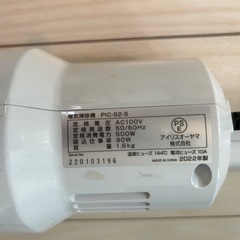 電気掃除機 PIC-S2-S
定格電圧 AC100V
定格周波数 50/60Hz
定格消費電力 500W
吸込仕事率 90W
質量 1.6kg
Serial No.
220103196
PS
E
アイリスオーヤマ
株式会社
温度ヒューズ 144℃ 電流ヒューズ 10A
2022年製
MADE IN CHINA